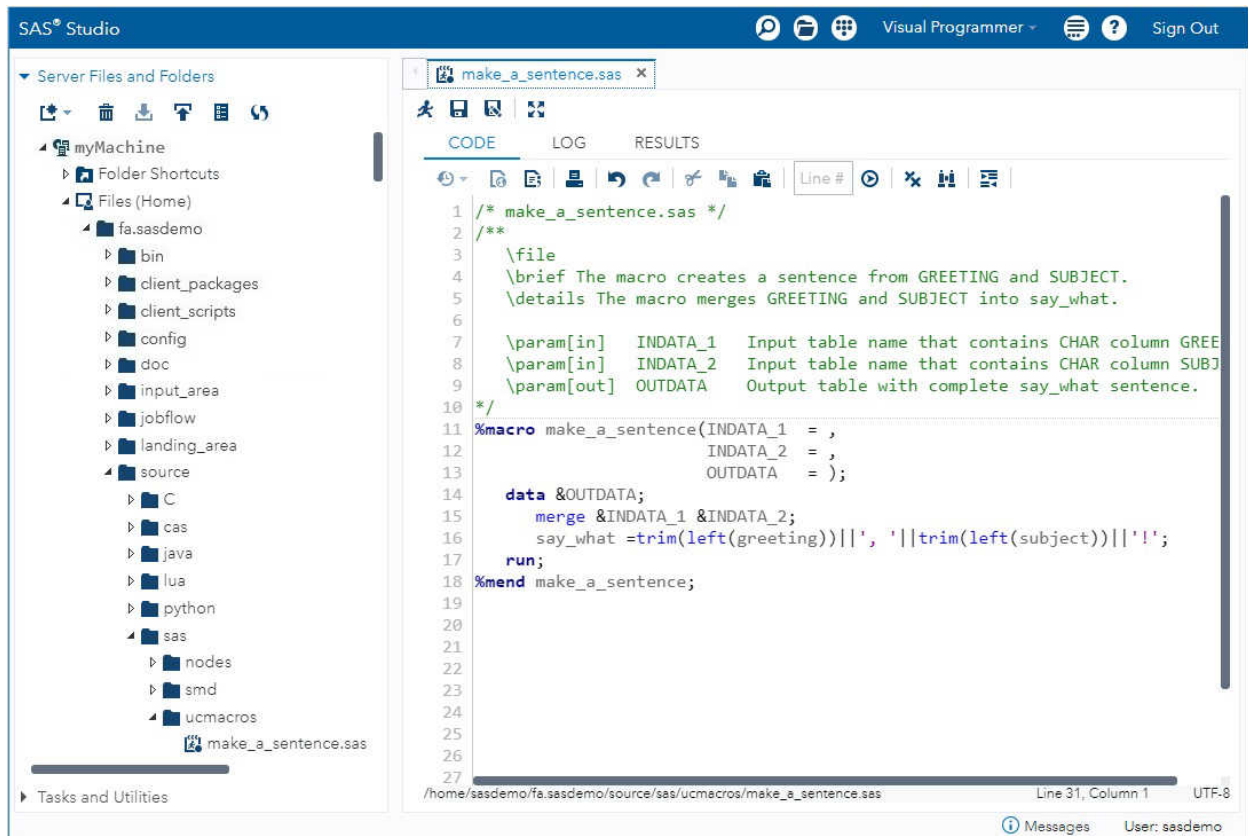 SAS® Studio
Visual Programmer
Sign Out
Server Files and Folders
myMachine
Folder Shortcuts
Files (Home)
fa.sasdemo
bin
client_packages
client_scripts
config
doc
input_area
jobflow
landing_area
source
C
cas
java
lua
python
sas
nodes
smd
ucmacros
make_a_sentence.sas
Tasks and Utilities
make_a_sentence.sas ×
CODE LOG RESULTS
Line #
1 /* make_a_sentence.sas */
2 /**
3 \file
4 \brief The macro creates a sentence from GREETING and SUBJECT.
5 \details The macro merges GREETING and SUBJECT into say_what.
6
7 \param[in] INDATA_1 Input table name that contains CHAR column GREE
8 \param[in] INDATA_2 Input table name that contains CHAR column SUBJ
9 \param[out] OUTDATA Output table with complete say_what sentence.
10 */
11 %macro make_a_sentence(INDATA_1 = ,
12 INDATA_2 = ,
13 OUTDATA = );
14 data &OUTDATA;
15 merge &INDATA_1 &INDATA_2;
16 say_what =trim(left(greeting))||', '||trim(left(subject))||'!';
17 run;
18 %mend make_a_sentence;
19
20
21
22
23
24
25
26
27
/home/sasdemo/fa.sasdemo/source/sas/ucmacros/make_a_sentence.sas Line 31, Column 1 UTF-8
Messages User: sasdemo